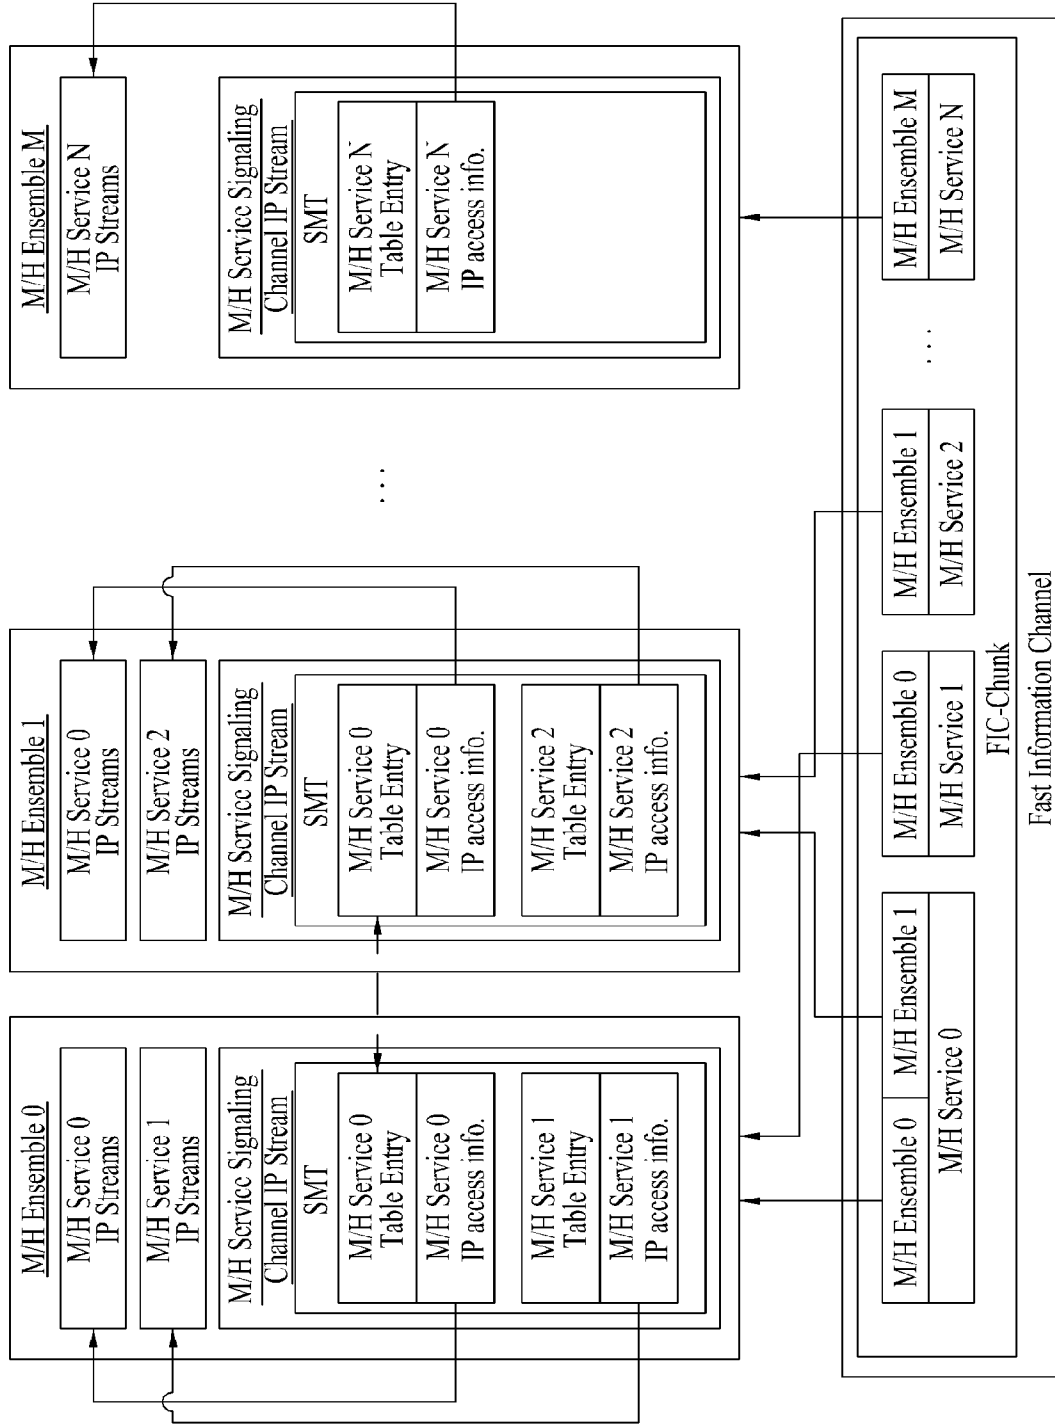 M/H Ensemble 0
M/H Service 0
IP Streams
M/H Service 1
IP Streams
M/H Service Signaling
Channel IP Stream
SMT
M/H Service 0
Table Entry
M/H Service 0
IP access info.
M/H Service 1
Table Entry
M/H Service 1
IP access info.
M/H Ensemble 1
M/H Service 0
IP Streams
M/H Service 2
IP Streams
M/H Service Signaling
Channel IP Stream
SMT
M/H Service 0
Table Entry
M/H Service 0
IP access info.
M/H Service 2
Table Entry
M/H Service 2
IP access info.
. . .
M/H Ensemble M
M/H Service N
IP Streams
M/H Service Signaling
Channel IP Stream
SMT
M/H Service N
Table Entry
M/H Service N
IP access info.
M/H Ensemble 0
M/H Ensemble 1
M/H Service 0
M/H Ensemble 0
M/H Service 1
M/H Ensemble 1
M/H Service 2
. . .
M/H Ensemble M
M/H Service N
FIC-Chunk
Fast Information Channel